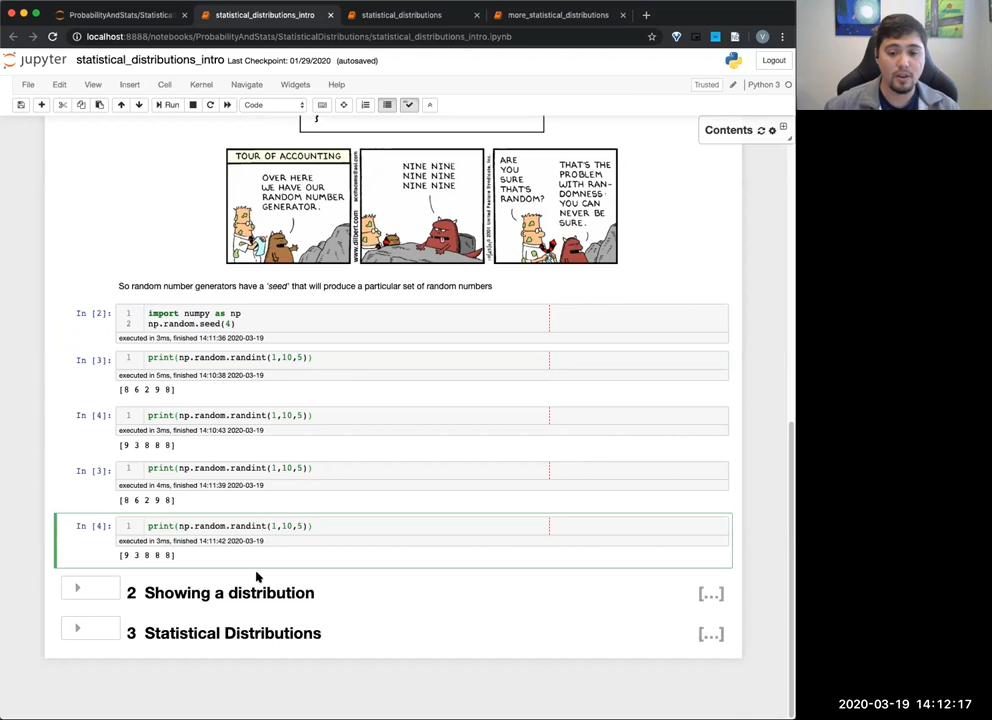 ProbabilityAndStats/Statistical
statistical_distributions_intro
statistical_distributions
more_statistical_distributions
localhost:8888/notebooks/ProbabilityAndStats/StatisticalDistributions/statistical_distributions_intro.ipynb
V
jupyter statistical_distributions_intro Last Checkpoint: 01/29/2020 (autosaved)
Logout
File Edit View Insert Cell Kernel Navigate Widgets Help
Trusted
Python 3
Run
Code
Contents
TOUR OF ACCOUNTING
OVER HERE
WE HAVE OUR
RANDOM NUMBER
GENERATOR.
www.dilbert.com
NINE NINE
NINE NINE
NINE NINE
ARE
YOU
SURE
THAT'S
RANDOM?
THAT'S THE
PROBLEM
WITH RAN-
DOMNESS:
YOU CAN
NEVER BE
SURE.
So random number generators have a 'seed' that will produce a particular set of random numbers
In [2]:
1 import numpy as np
2 np.random.seed(4)
executed in 3ms, finished 14:11:36 2020-03-19
In [3]:
1 print(np.random.randint(1,10,5))
executed in 5ms, finished 14:10:38 2020-03-19
[8 6 2 9 8]
In [4]:
1 print(np.random.randint(1,10,5))
executed in 3ms, finished 14:10:43 2020-03-19
[9 3 8 8 8]
In [3]:
1 print(np.random.randint(1,10,5))
executed in 4ms, finished 14:11:39 2020-03-19
[8 6 2 9 8]
In [4]:
1 print(np.random.randint(1,10,5))
executed in 3ms, finished 14:11:42 2020-03-19
[9 3 8 8 8]
2 Showing a distribution
[...]
3 Statistical Distributions
[...]
2020-03-19 14:12:17